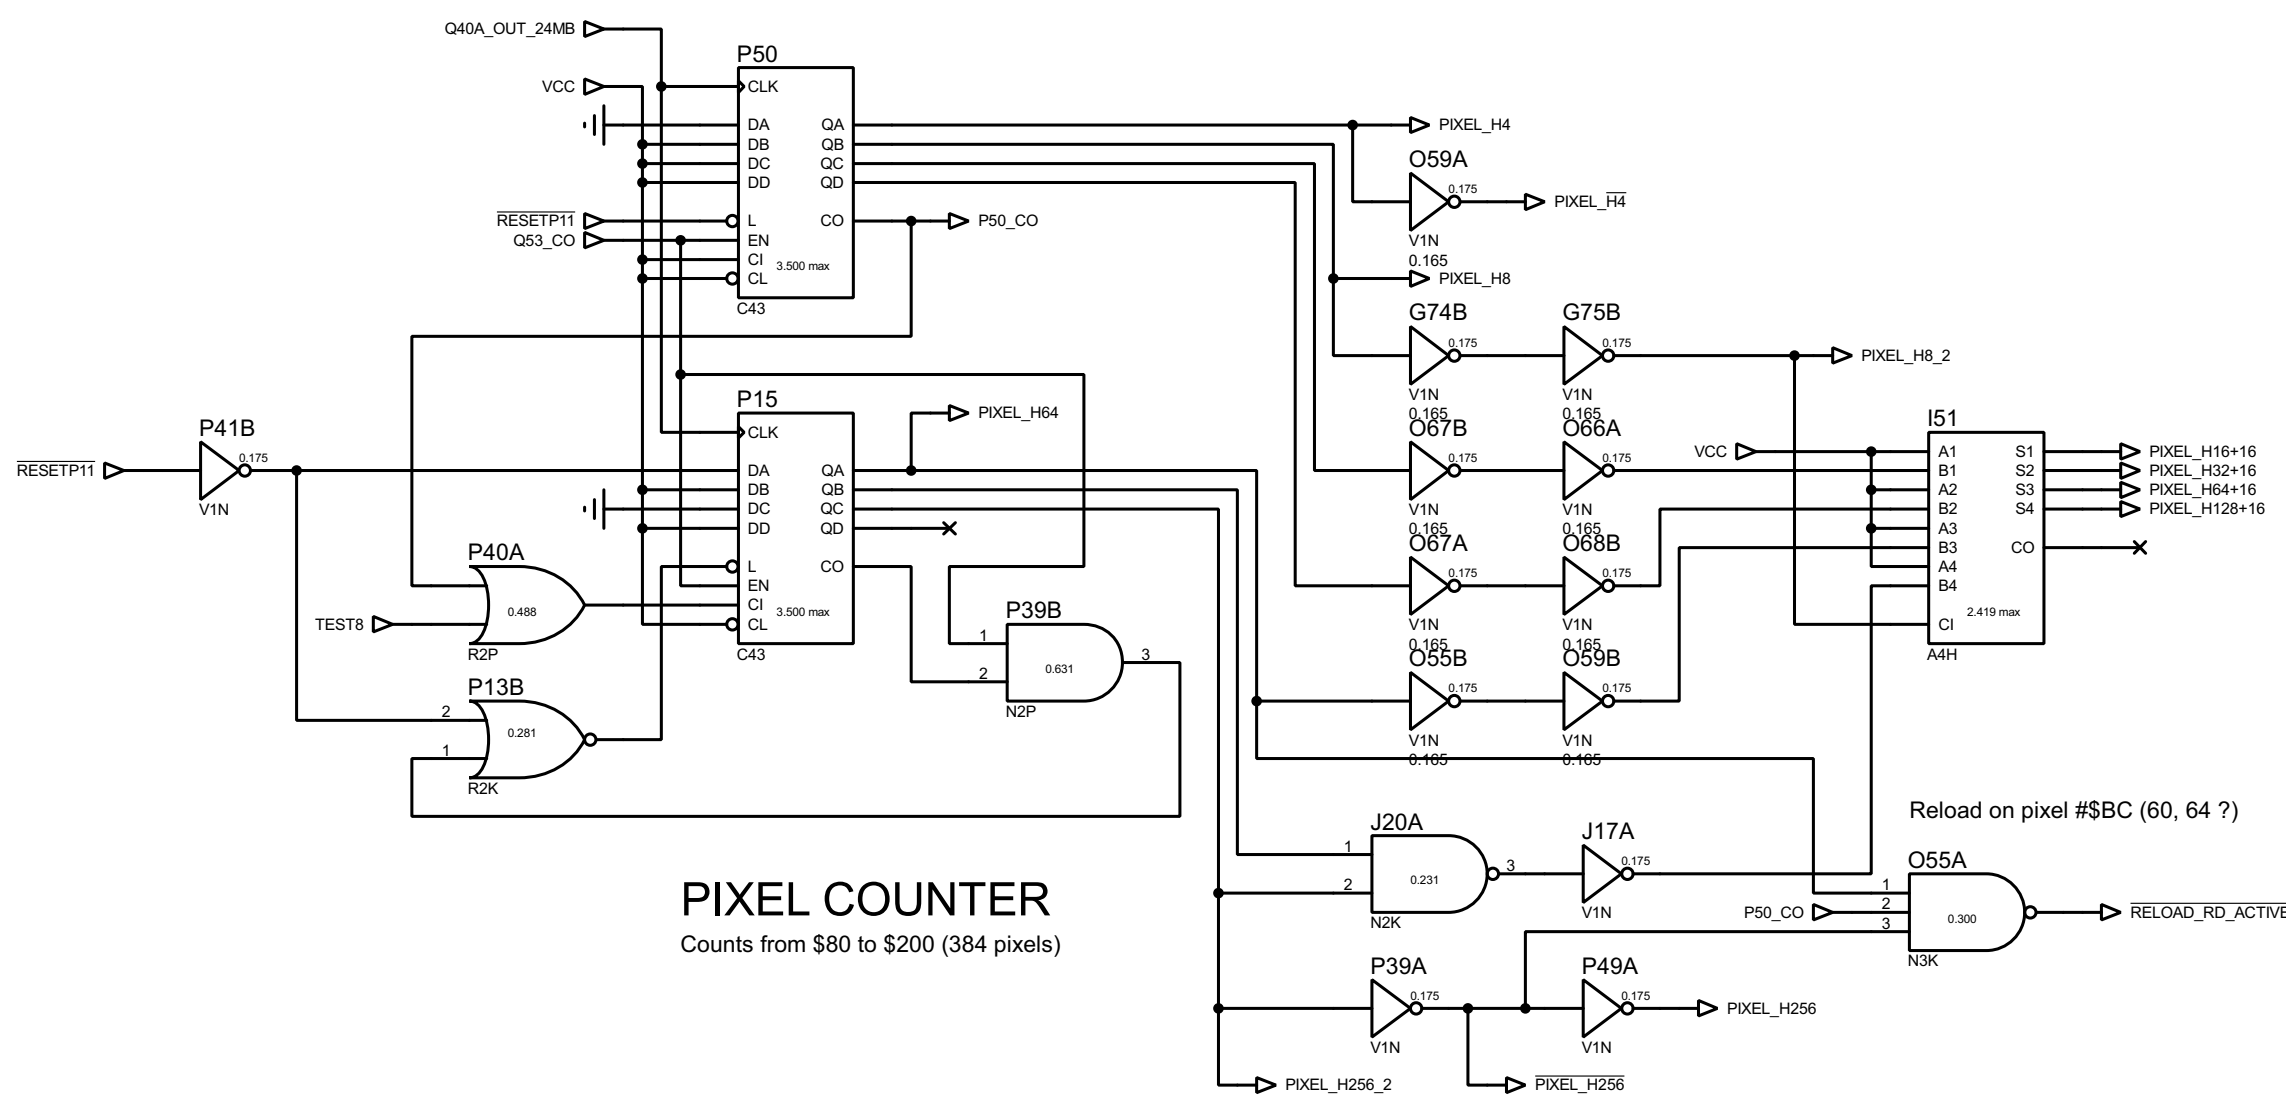 Q40A_OUT_24MB
VCC
P50
CLK
DA QA
DB QB
DC QC
DD QD
L CO
EN
CI
CL
3.500 max
C43
RESETP11
Q53_CO
P50_CO
PIXEL_H4
O59A
0.175
V1N
0.165
PIXEL_H4
PIXEL_H8
G74B
0.175
V1N
0.165
G75B
0.175
V1N
0.165
PIXEL_H8_2
P41B
0.175
V1N
RESETP11
P15
CLK
DA QA
DB QB
DC QC
DD QD
L CO
EN
CI
CL
3.500 max
C43
PIXEL_H64
P40A
0.488
R2P
TEST8
P13B
2
1
0.281
R2K
P39B
1
2
3
0.631
N2P
O67B
0.175
V1N
0.165
O66A
0.175
V1N
0.165
O67A
0.175
V1N
0.165
O68B
0.175
V1N
0.165
O55B
0.175
V1N
0.165
O59B
0.175
V1N
0.165
VCC
I51
A1 S1
B1 S2
A2 S3
B2 S4
A3
B3 CO
A4
B4
CI
2.419 max
A4H
PIXEL_H16+16
PIXEL_H32+16
PIXEL_H64+16
PIXEL_H128+16
J20A
1
2
3
0.231
N2K
J17A
0.175
V1N
Reload on pixel #$BC (60, 64 ?)
O55A
1
2
3
0.300
N3K
P50_CO
RELOAD_RD_ACTIVE
PIXEL COUNTER
Counts from $80 to $200 (384 pixels)
P39A
0.175
V1N
P49A
0.175
V1N
PIXEL_H256
PIXEL_H256_2
PIXEL_H256